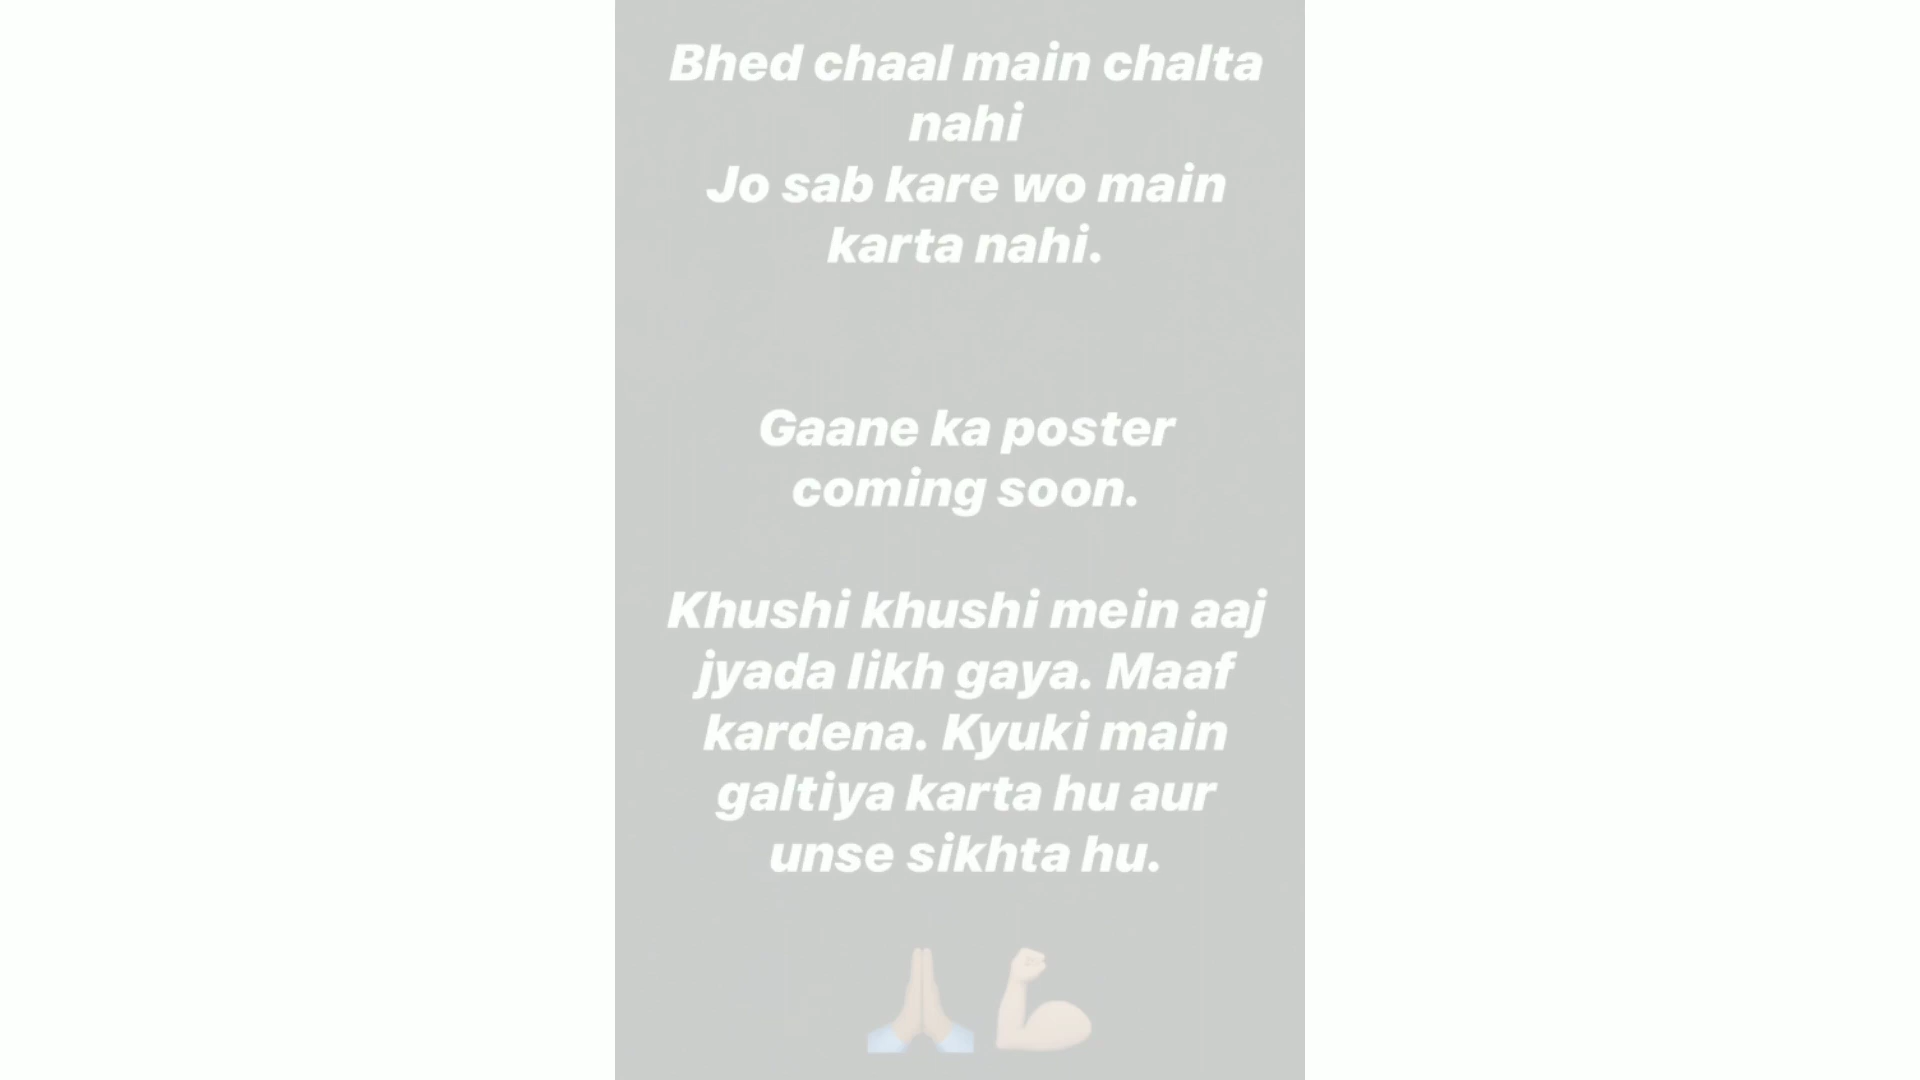 Bhed chaal main chalta
nahi
Jo sab kare wo main
karta nahi.
Gaane ka poster
coming soon.
Khushi khushi mein aaj
jyada likh gaya. Maaf
kardena. Kyuki main
galtiya karta hu aur
unse sikhta hu.
🙏🏻 💪🏻